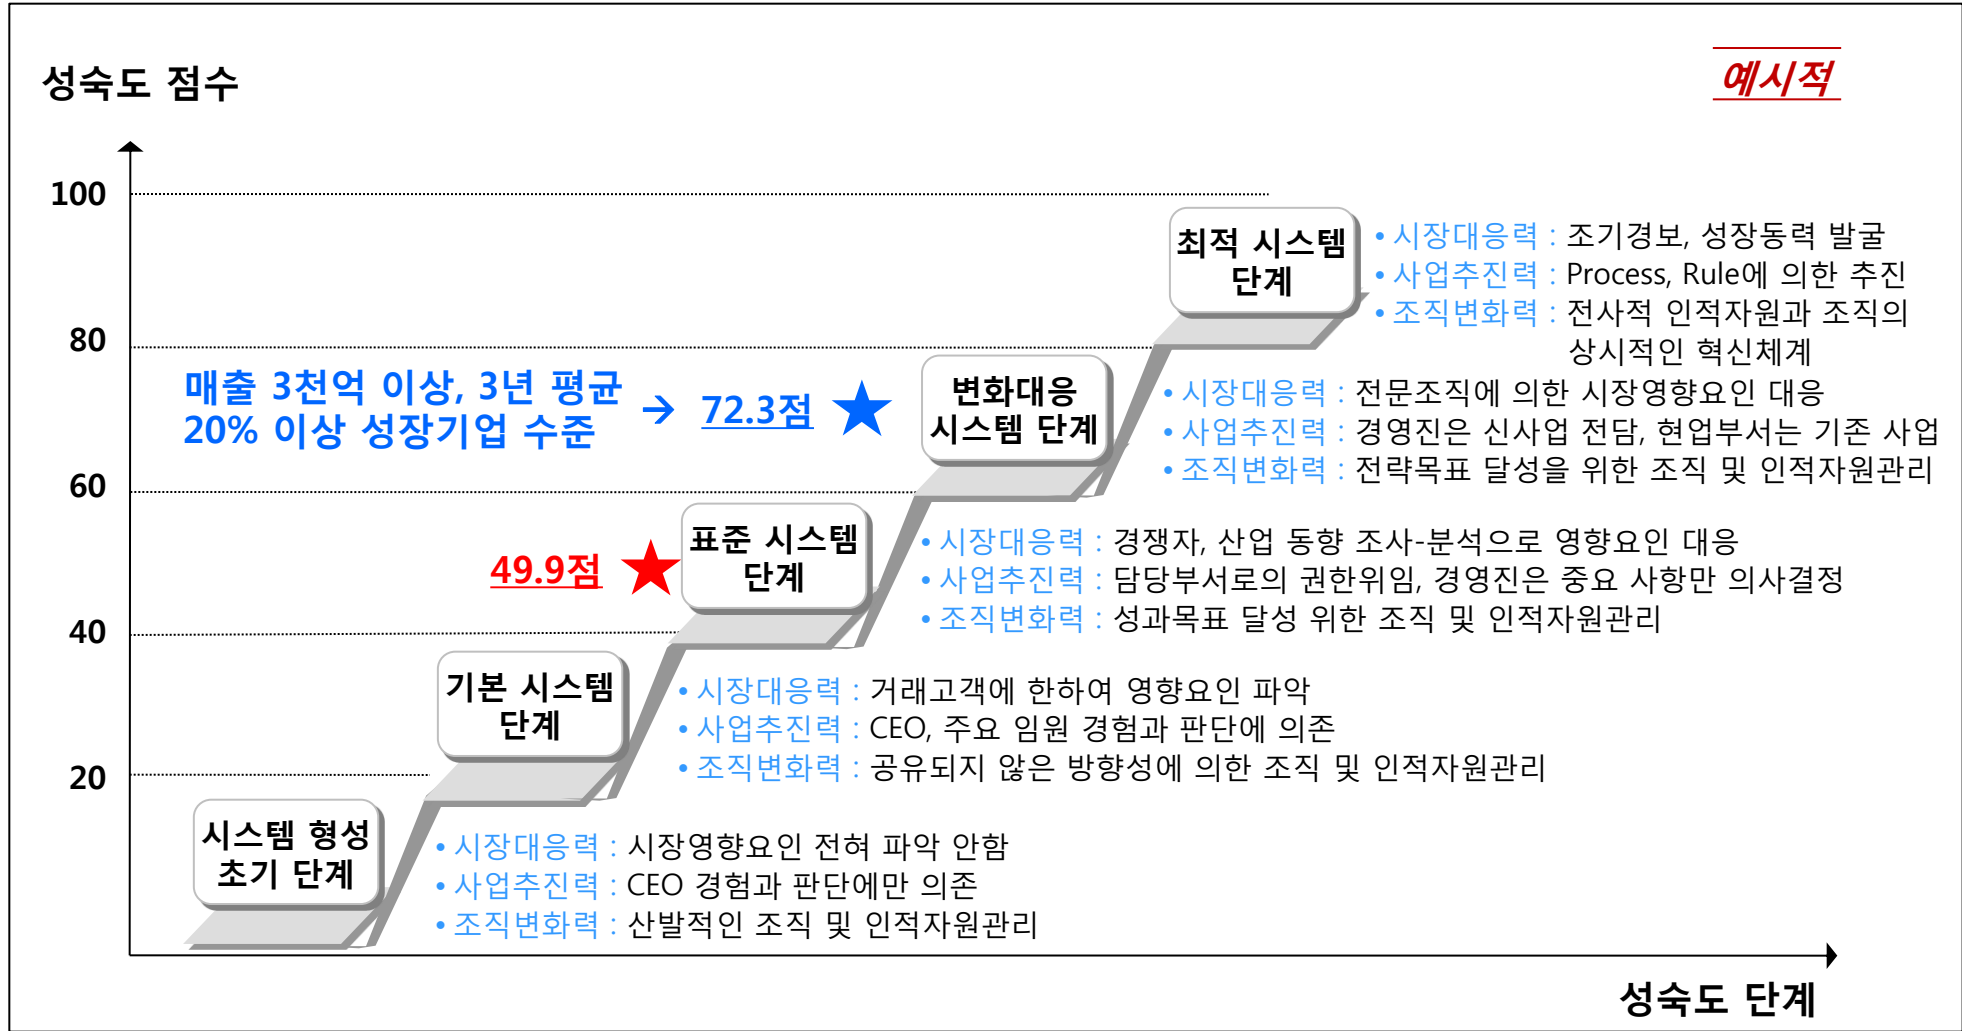 성숙도 점수
예시적
100
80
60
40
20
최적 시스템
단계
• 시장대응력 : 조기경보, 성장동력 발굴
• 사업추진력 : Process, Rule에 의한 추진
• 조직변화력 : 전사적 인적자원과 조직의
상시적인 혁신체계
매출 3천억 이상, 3년 평균
20% 이상 성장기업 수준
→ 72.3점
변화대응
시스템 단계
• 시장대응력 : 전문조직에 의한 시장영향요인 대응
• 사업추진력 : 경영진은 신사업 전담, 현업부서는 기존 사업
• 조직변화력 : 전략목표 달성을 위한 조직 및 인적자원관리
49.9점
표준 시스템
단계
• 시장대응력 : 경쟁자, 산업 동향 조사-분석으로 영향요인 대응
• 사업추진력 : 담당부서로의 권한위임, 경영진은 중요 사항만 의사결정
• 조직변화력 : 성과목표 달성 위한 조직 및 인적자원관리
기본 시스템
단계
• 시장대응력 : 거래고객에 한하여 영향요인 파악
• 사업추진력 : CEO, 주요 임원 경험과 판단에 의존
• 조직변화력 : 공유되지 않은 방향성에 의한 조직 및 인적자원관리
시스템 형성
초기 단계
• 시장대응력 : 시장영향요인 전혀 파악 안함
• 사업추진력 : CEO 경험과 판단에만 의존
• 조직변화력 : 산발적인 조직 및 인적자원관리
성숙도 단계